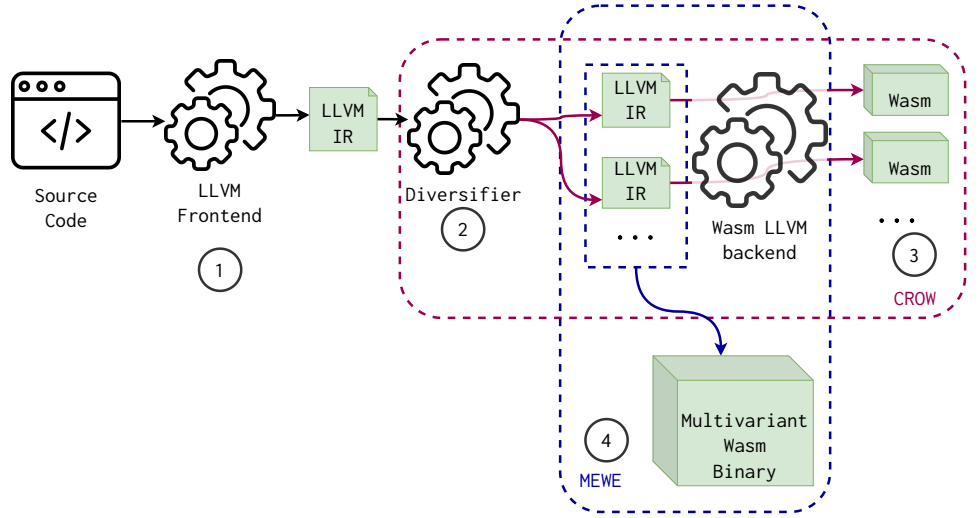 </>
Source
Code
LLVM
Frontend
1
LLVM
IR
Diversifier
2
LLVM
IR
LLVM
IR
...
Wasm LLVM
backend
Wasm
Wasm
...
3
CROW
Multivariant
Wasm
Binary
4
MEWE